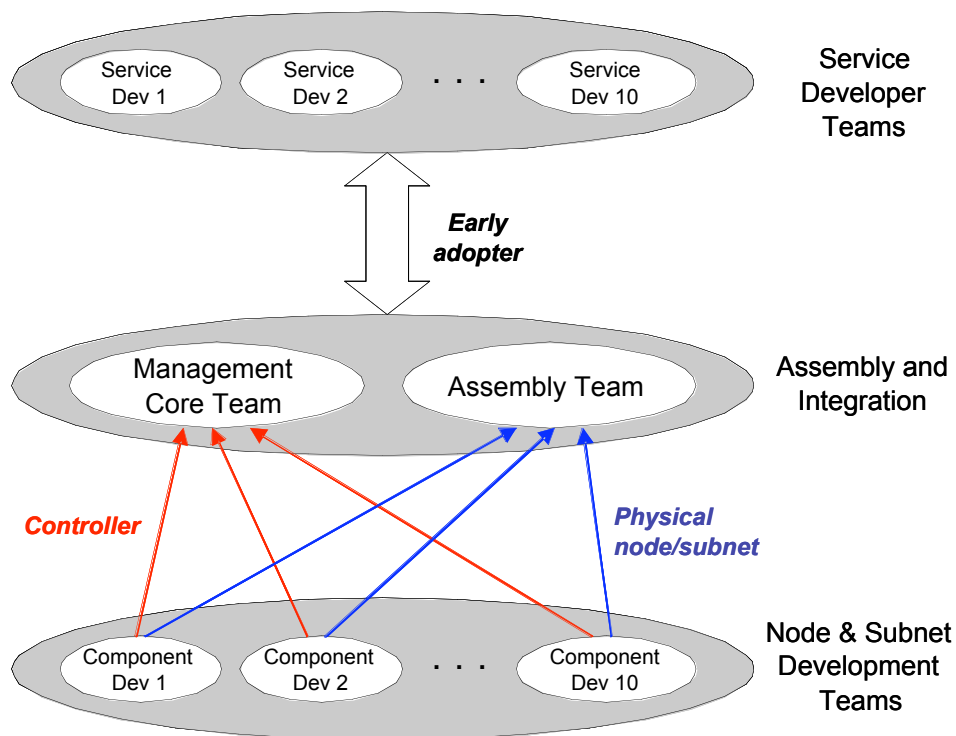 Service
Dev 1
Service
Dev 2
. . .
Service
Dev 10
Service
Developer
Teams
Early
adopter
Management
Core Team
Assembly Team
Assembly and
Integration
Controller
Physical
node/subnet
Component
Dev 1
Component
Dev 2
. . .
Component
Dev 10
Node & Subnet
Development
Teams